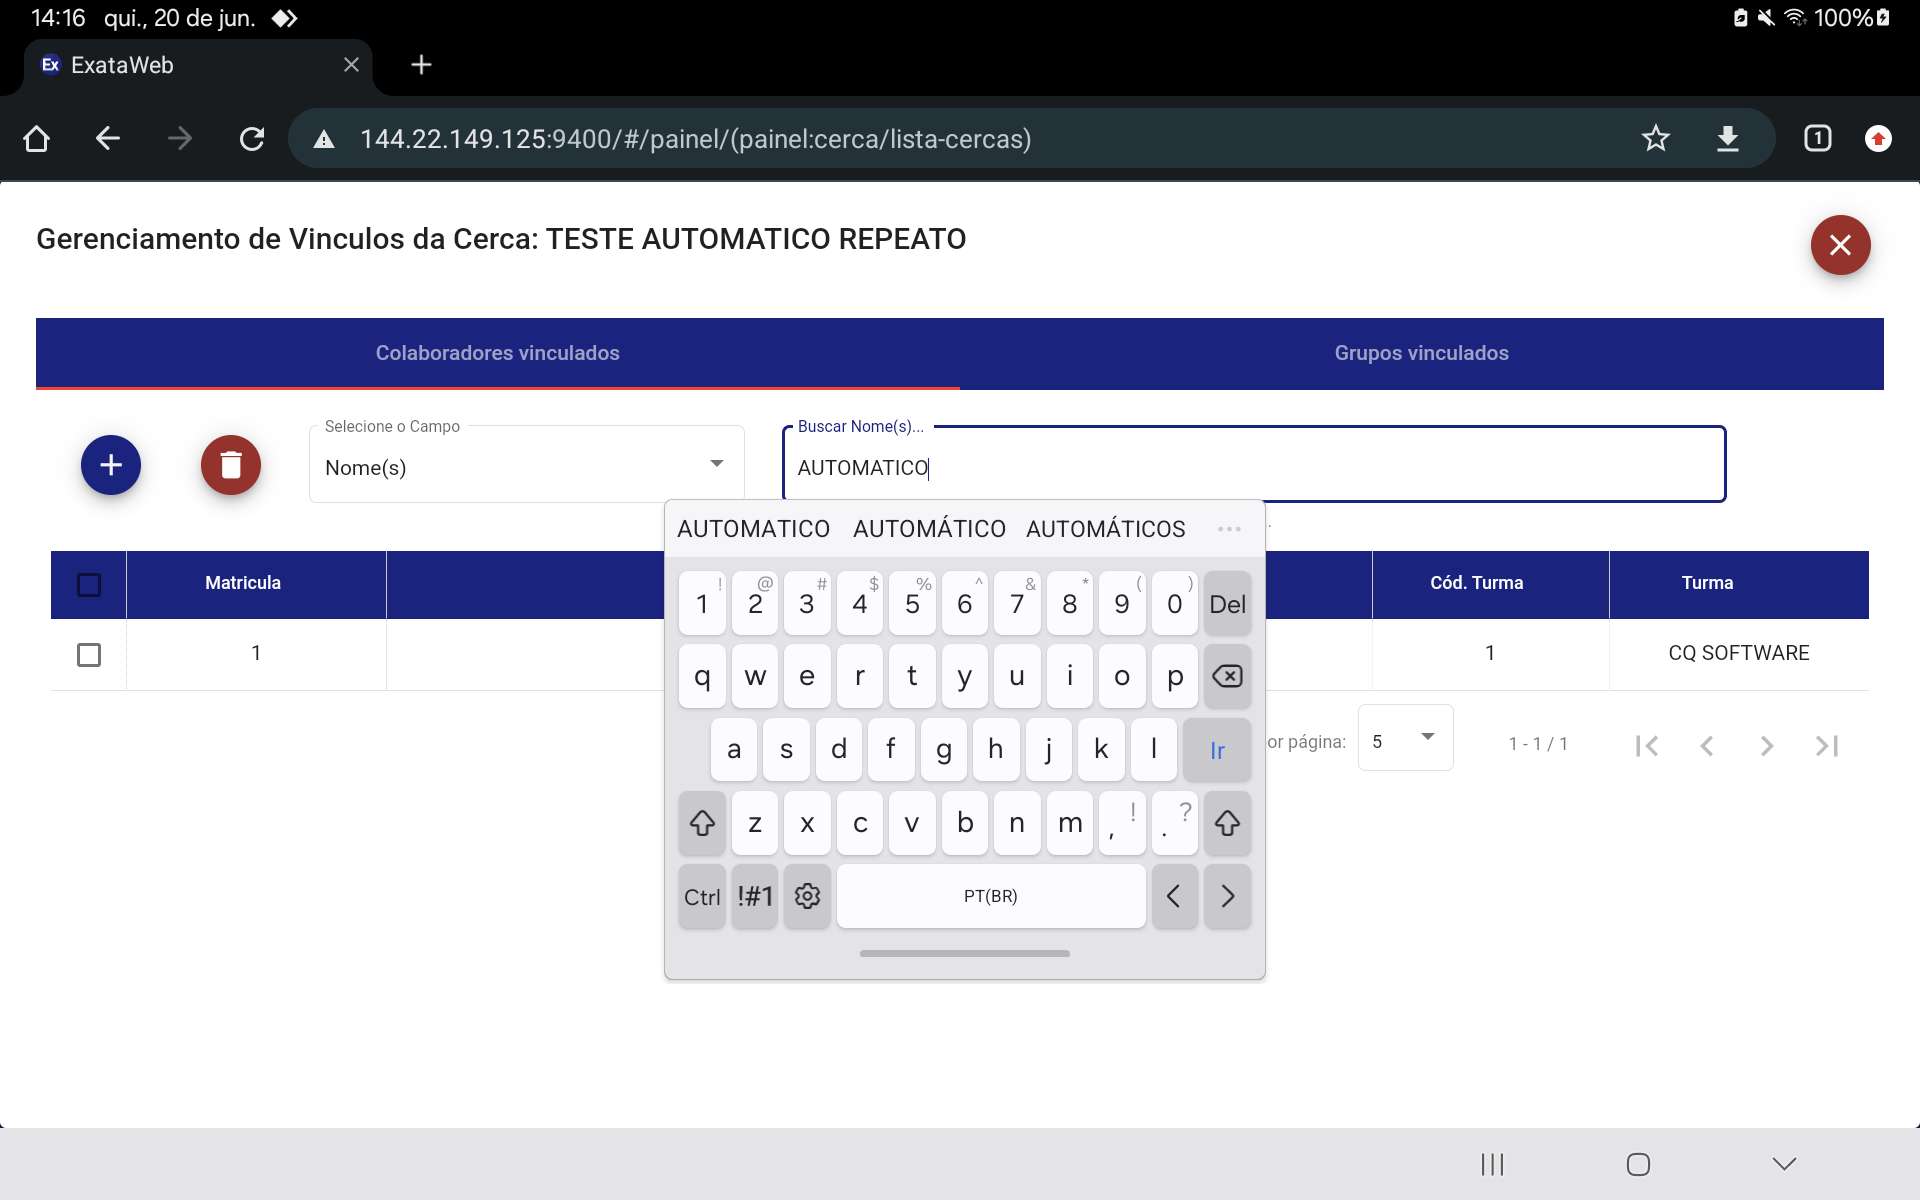 14:16 qui., 20 de jun. 100%
Ex ExataWeb
144.22.149.125:9400/#/painel/(painel:cerca/lista-cercas) 1
Gerenciamento de Vinculos da Cerca: TESTE AUTOMATICO REPEATO
Colaboradores vinculados Grupos vinculados
Selecione o Campo Buscar Nome(s)...
Nome(s) AUTOMATICO
AUTOMATICO AUTOMÁTICO AUTOMÁTICOS ...
Matricula Cód. Turma Turma
1 1 CQ SOFTWARE
or página: 5 1 - 1 / 1
! @ # $ % ^ & * ( )
1 2 3 4 5 6 7 8 9 0 Del
q w e r t y u i o p
a s d f g h j k l Ir
z x c v b n m , ! . ?
Ctrl !#1 PT(BR)